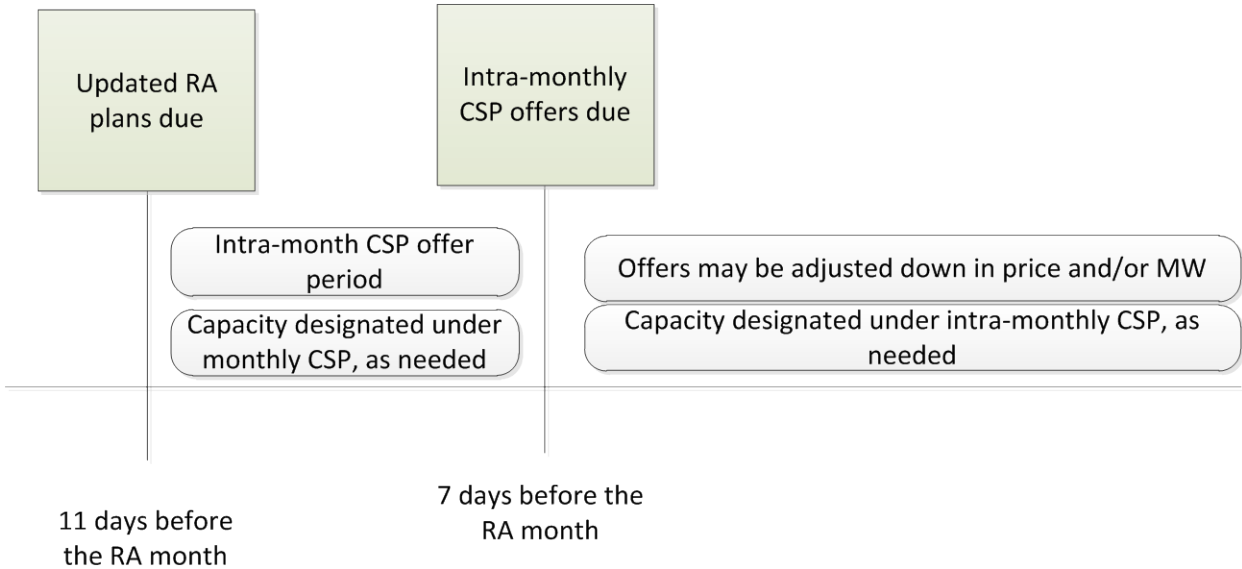 Updated RA
plans due
Intra-monthly
CSP offers due
Intra-month CSP offer
period
Capacity designated under
monthly CSP, as needed
Offers may be adjusted down in price and/or MW
Capacity designated under intra-monthly CSP, as
needed
11 days before
the RA month
7 days before the
RA month